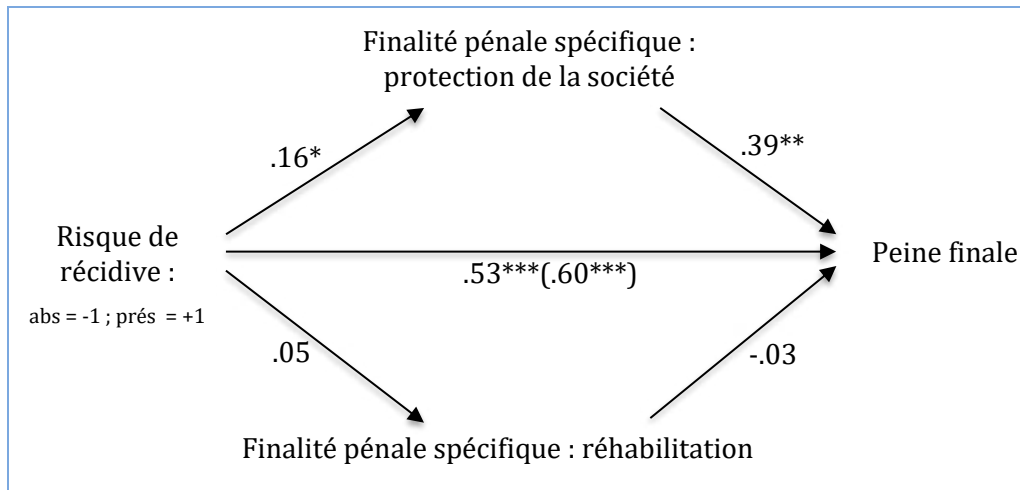 Finalité pénale spécifique :
protection de la société
.16*
.39**
Risque de
récidive :
abs = -1 ; prés = +1
.53***(.60***)
Peine finale
.05
-.03
Finalité pénale spécifique : réhabilitation